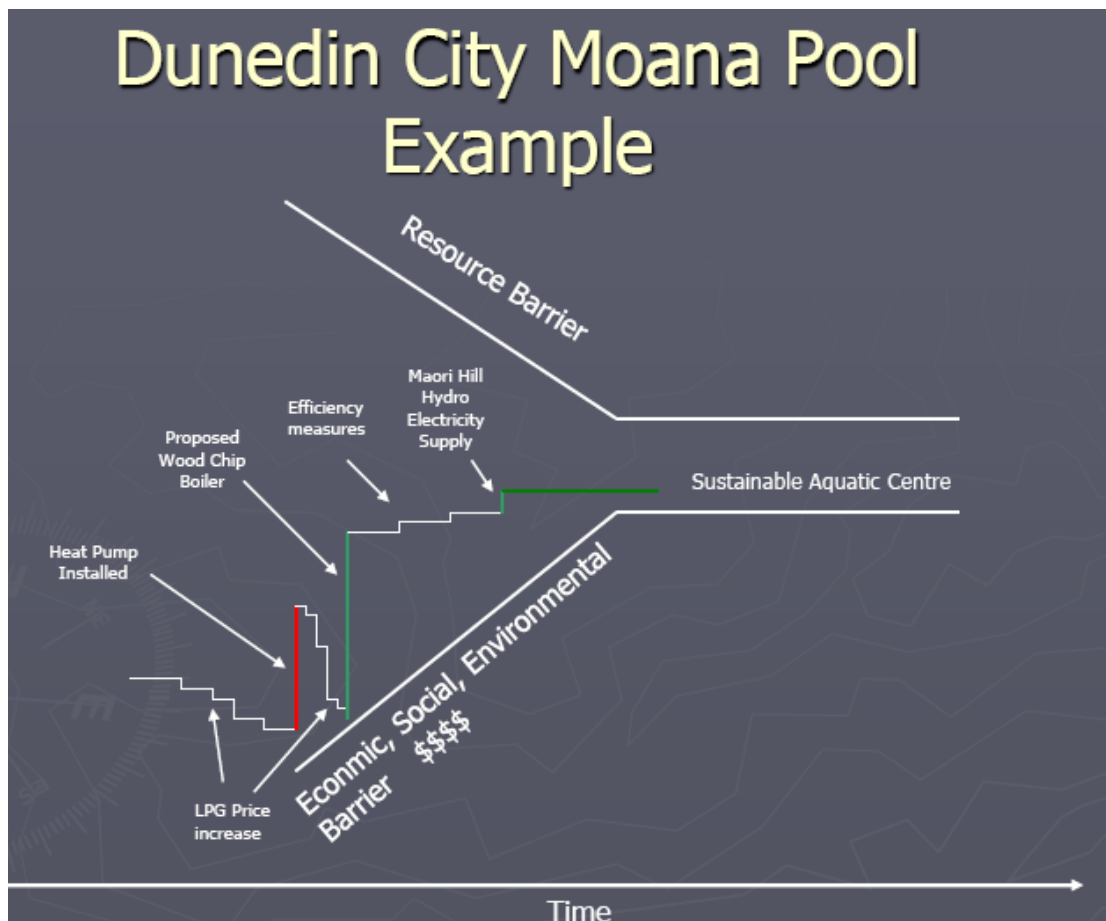 Dunedin City Moana Pool
Example
Resource Barrier
Maori Hill
Hydro
Electricity
Supply
Efficiency
measures
Proposed
Wood Chip
Boiler
Sustainable Aquatic Centre
Heat Pump
Installed
Econmic, Social, Environmental
Barrier $$$$
LPG Price
increase
Time